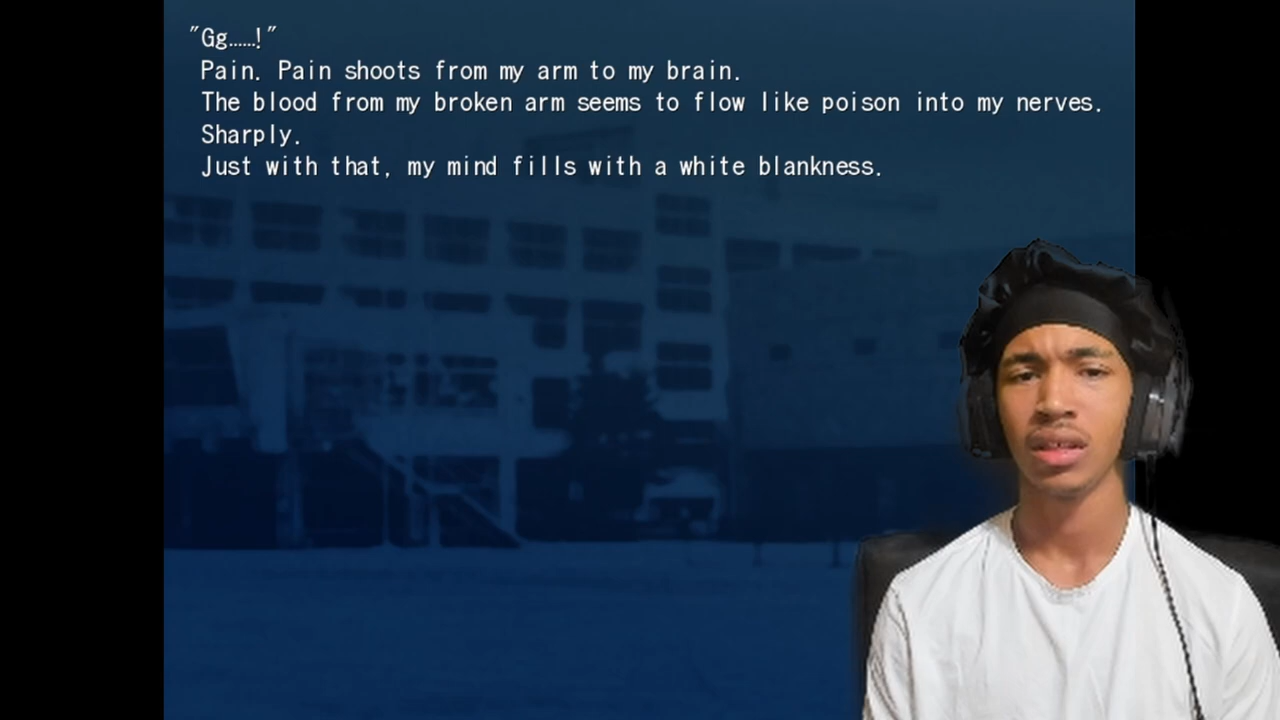 "Gg……!"
Pain. Pain shoots from my arm to my brain.
The blood from my broken arm seems to flow like poison into my nerves.
Sharply.
Just with that, my mind fills with a white blankness.